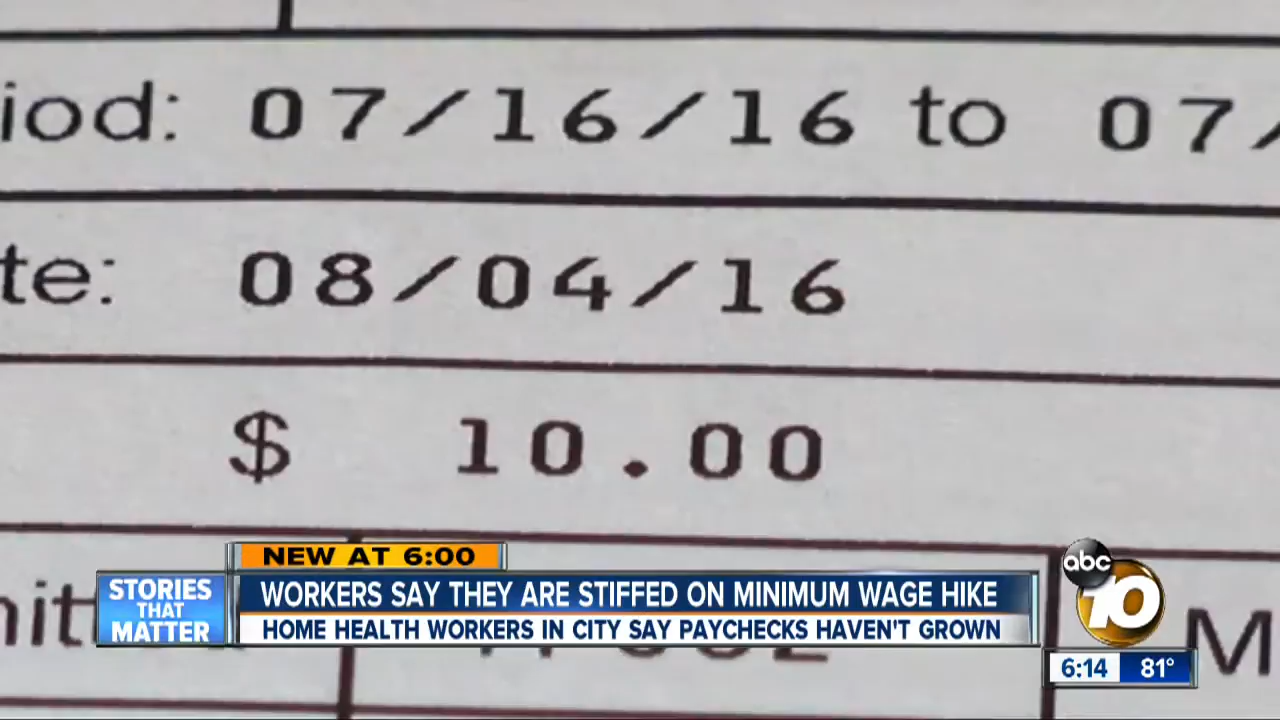 iod: 07/16/16 to 07/
te: 08/04/16
$ 10.00
NEW AT 6:00
STORIES THAT MATTER
WORKERS SAY THEY ARE STIFFED ON MINIMUM WAGE HIKE
HOME HEALTH WORKERS IN CITY SAY PAYCHECKS HAVEN'T GROWN
abc
10
6:14 81°
nit
M